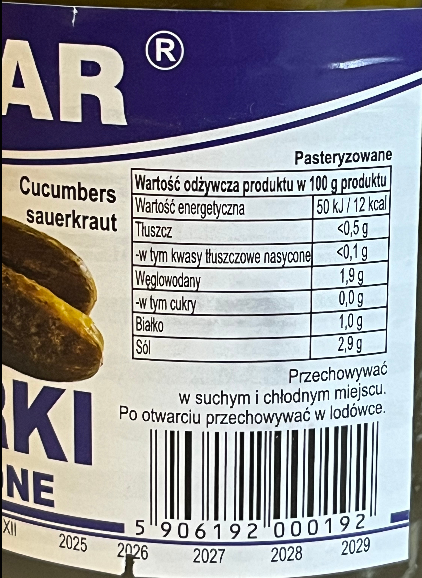 AR ®
Pasteryzowane
Cucumbers
sauerkraut
Wartość odżywcza produktu w 100 g produktu
Wartość energetyczna 50 kJ / 12 kcal
Tłuszcz <0,5 g
-w tym kwasy tłuszczowe nasycone <0,1 g
Węglowodany 1,9 g
-w tym cukry 0,0 g
Białko 1,0 g
Sól 2,9 g
Przechowywać
w suchym i chłodnym miejscu.
Po otwarciu przechowywać w lodówce.
RKI
ONE
5 906192 000192
XII 2025 2026 2027 2028 2029